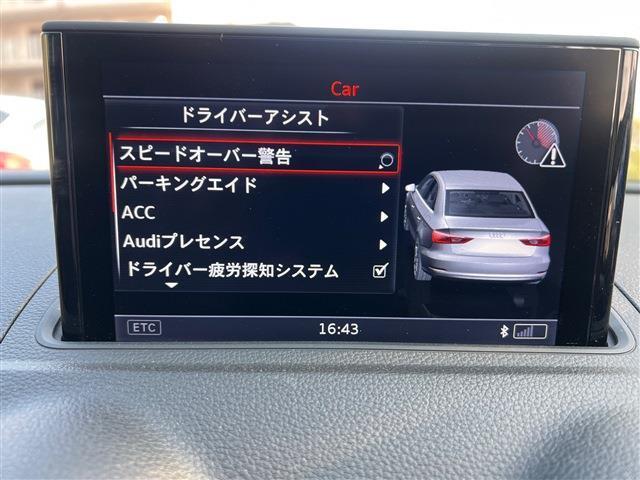 Car
ドライバーアシスト
スピードオーバー警告
パーキングエイド
ACC
Audiプレセンス
ドライバー疲労探知システム
ETC
16:43